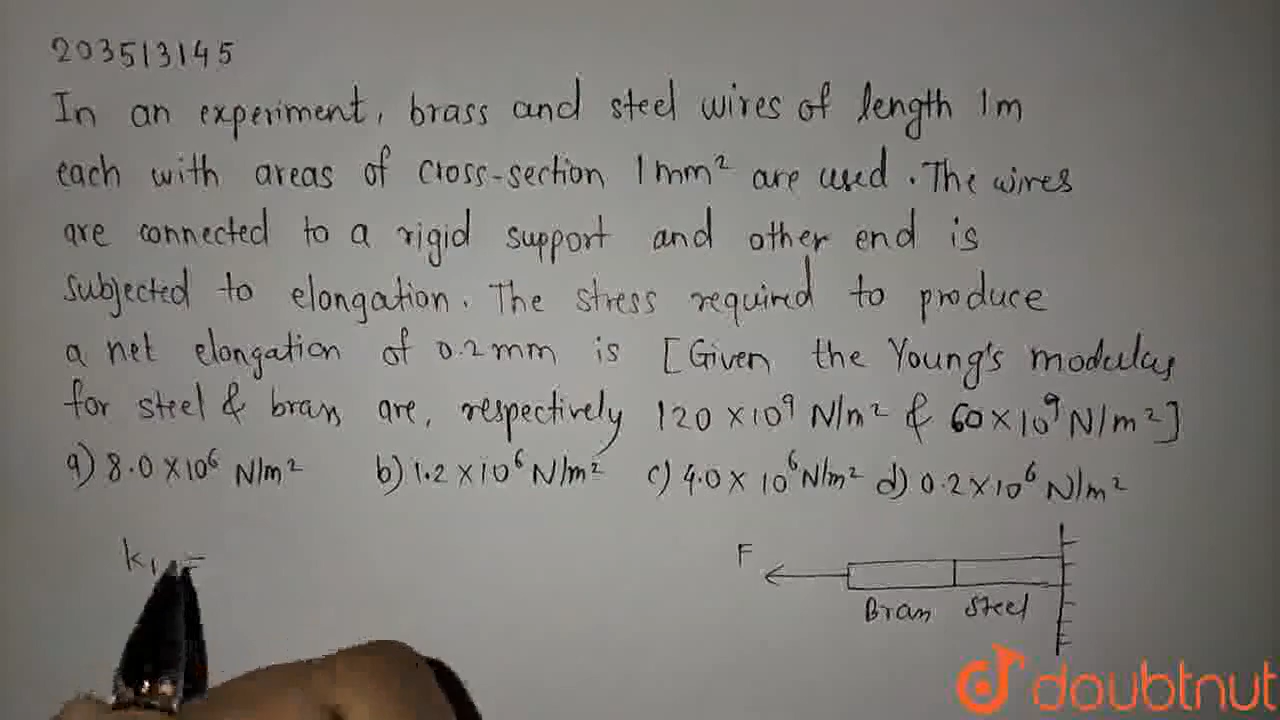 203513145
In an experiment, brass and steel wires of length 1m
each with areas of cross-section 1mm² are used. The wires
are connected to a rigid support and other end is
subjected to elongation. The stress required to produce
a net elongation of 0.2mm is [Given the Young's modulus
for steel & brass are, respectively 120×10⁹ N/m² & 60×10⁹ N/m²]
a) 8.0×10⁶ N/m² b) 1.2×10⁶ N/m² c) 4.0×10⁶ N/m² d) 0.2×10⁶ N/m²
k₁ =
F
Brass Steel
doubtnut